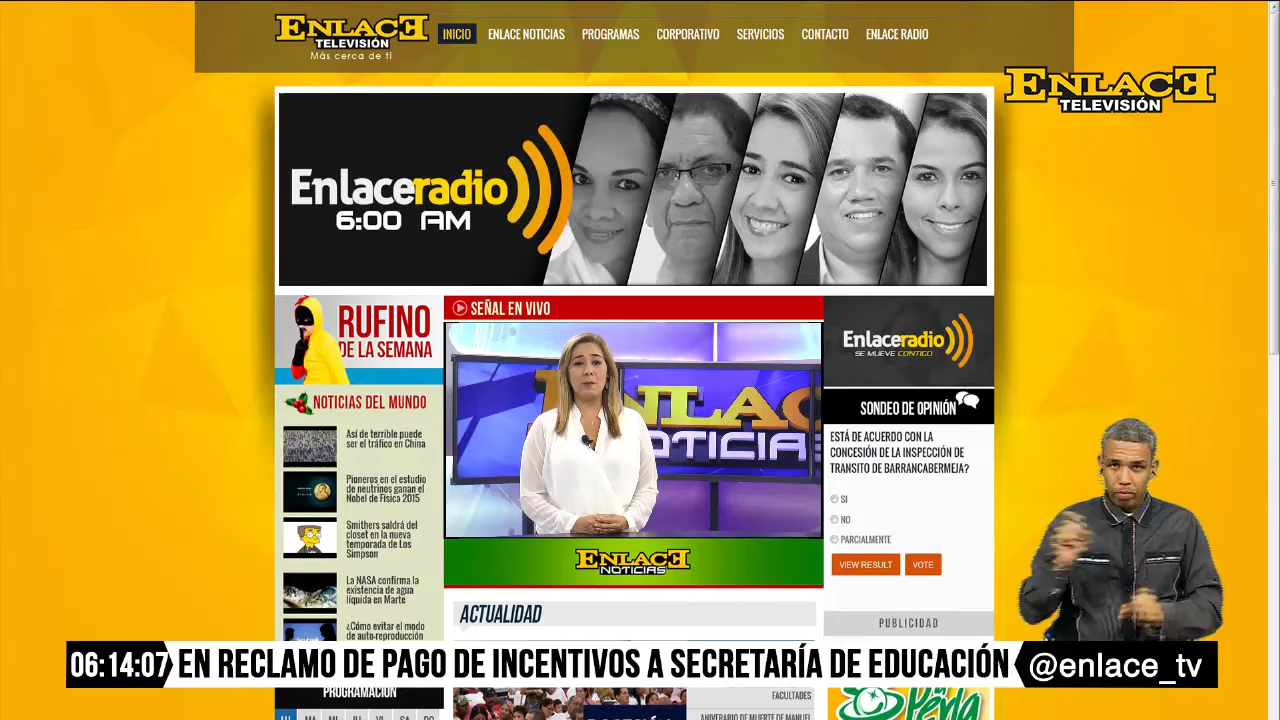 ENLACE
TELEVISIÓN
Más cerca de ti
INICIO
ENLACE NOTICIAS
PROGRAMAS
CORPORATIVO
SERVICIOS
CONTACTO
ENLACE RADIO
ENLACE
TELEVISIÓN
Enlaceradio
6:00 AM
RUFINO
DE LA SEMANA
SEÑAL EN VIVO
Enlaceradio
SE MUEVE CONTIGO
NOTICIAS DEL MUNDO
Así de terrible puede
ser el tráfico en China
Pioneros en el estudio
de neutrinos ganan el
Nobel de Física 2015
Smithers saldrá del
closet en la nueva
temporada de Los
Simpson
La NASA confirma la
existencia de agua
líquida en Marte
¿Cómo evitar el modo
de auto-reproducción
SONDEO DE OPINIÓN
ESTÁ DE ACUERDO CON LA
CONCESIÓN DE LA INSPECCIÓN DE
TRANSITO DE BARRANCABERMEJA?
SI
NO
PARCIALMENTE
VIEW RESULT
VOTE
ENLACE
NOTICIAS
ACTUALIDAD
PUBLICIDAD
06:14:07
EN RECLAMO DE PAGO DE INCENTIVOS A SECRETARÍA DE EDUCACIÓN
@enlace_tv
PROGRAMACIÓN
FACULTADES
ANIVERARIO DE MUERTE DE MANUEL